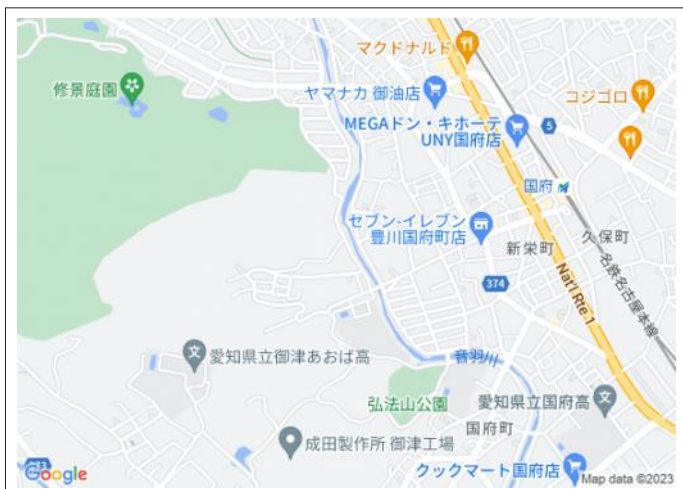 マクドナルド
修景庭園
ヤマナカ 御油店
コジゴロ
MEGAドン・キホーテ
UNY国府店
5
国府
セブン-イレブン
豊川国府町店
新栄町
久保町
374
Nat'l Rte 1
名鉄名古屋本線
愛知県立御津あおば高
音羽川
弘法山公園
愛知県立国府高
国府町
成田製作所 御津工場
クックマート国府店
383
Google
Map data ©2023